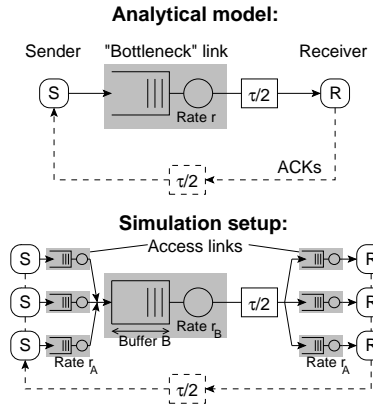 Analytical model:
Sender "Bottleneck" link Receiver
S τ/2 R
Rate r
ACKs
τ/2
Simulation setup:
Access links
S R
S τ/2 R
Rate r_B
Buffer B
S R
Rate r_A Rate r_A
τ/2